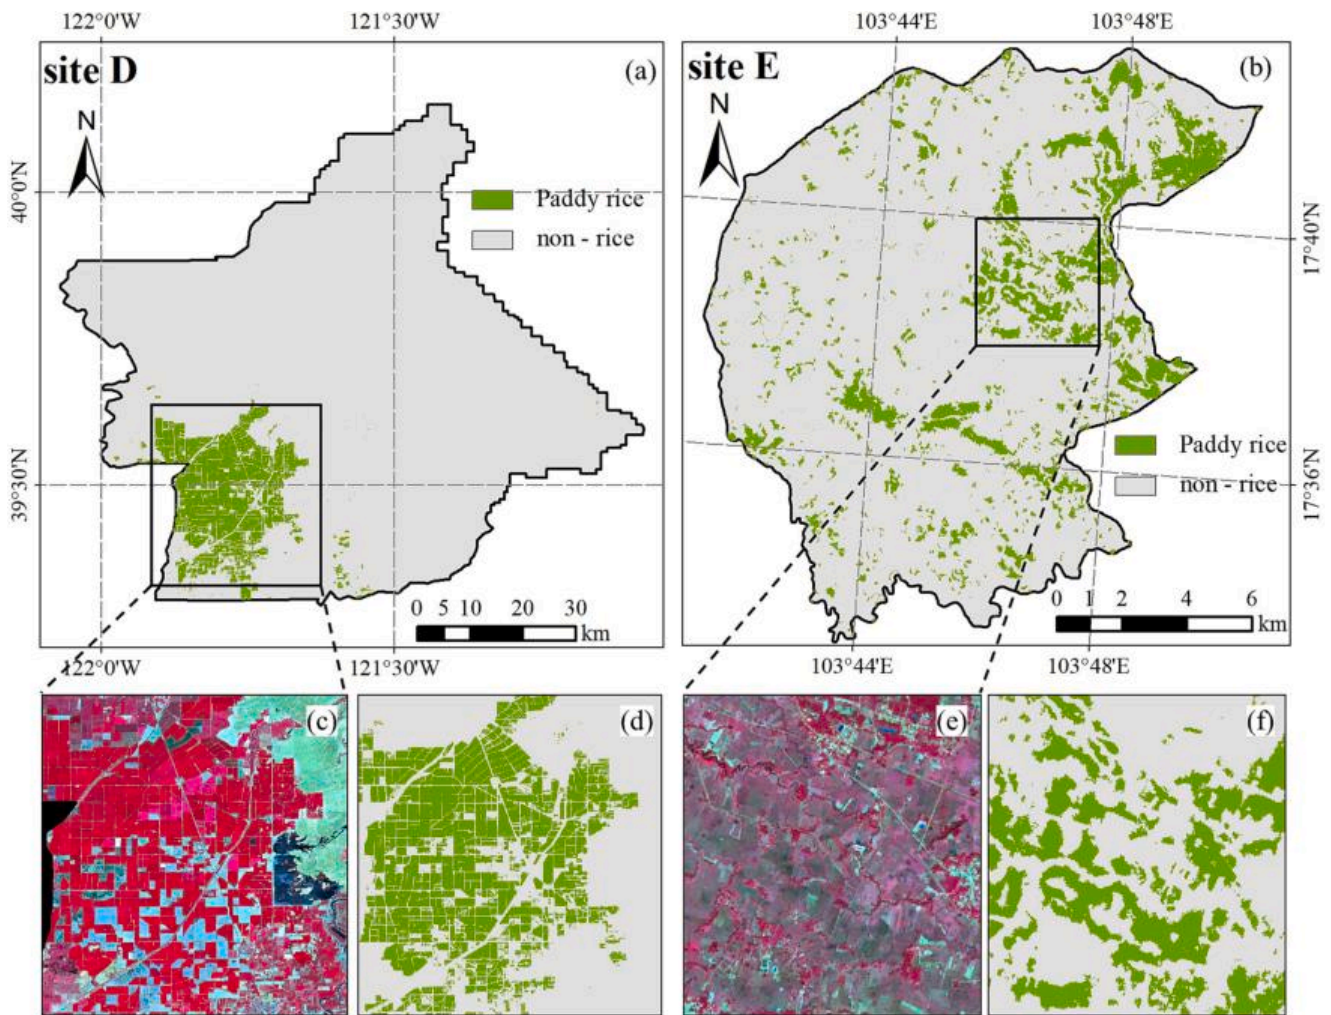 122°0'W 121°30'W 103°44'E 103°48'E
site D (a) site E (b)
N N
40°0'N
Paddy rice
non - rice
17°40'N
39°30'N
Paddy rice
non - rice
17°36'N
0 5 10 20 30
km
0 1 2 4 6
km
122°0'W 121°30'W 103°44'E 103°48'E
(c) (d) (e) (f)